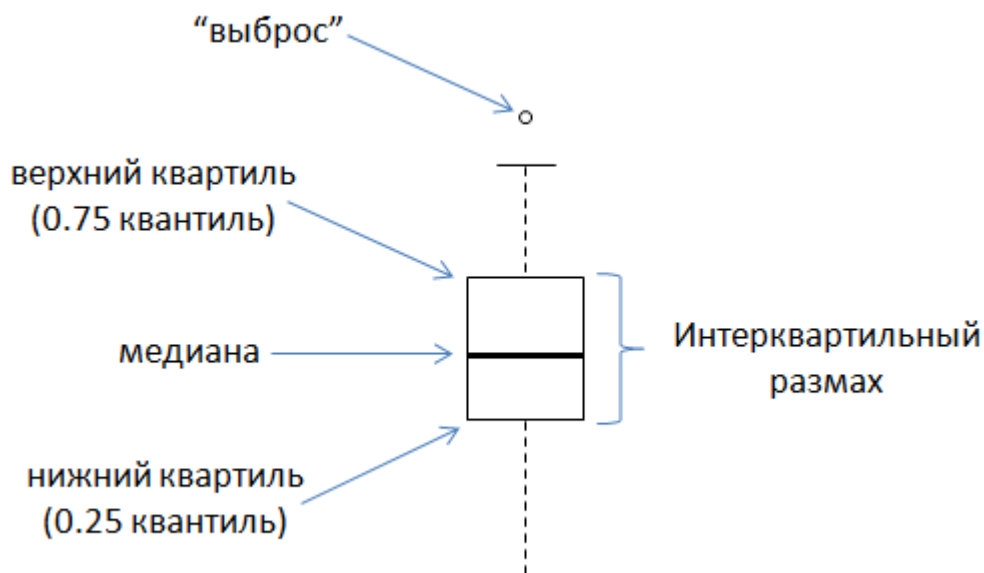 “выброс”
верхний квартиль
(0.75 квантиль)
медиана
Интерквартильный
размах
нижний квартиль
(0.25 квантиль)